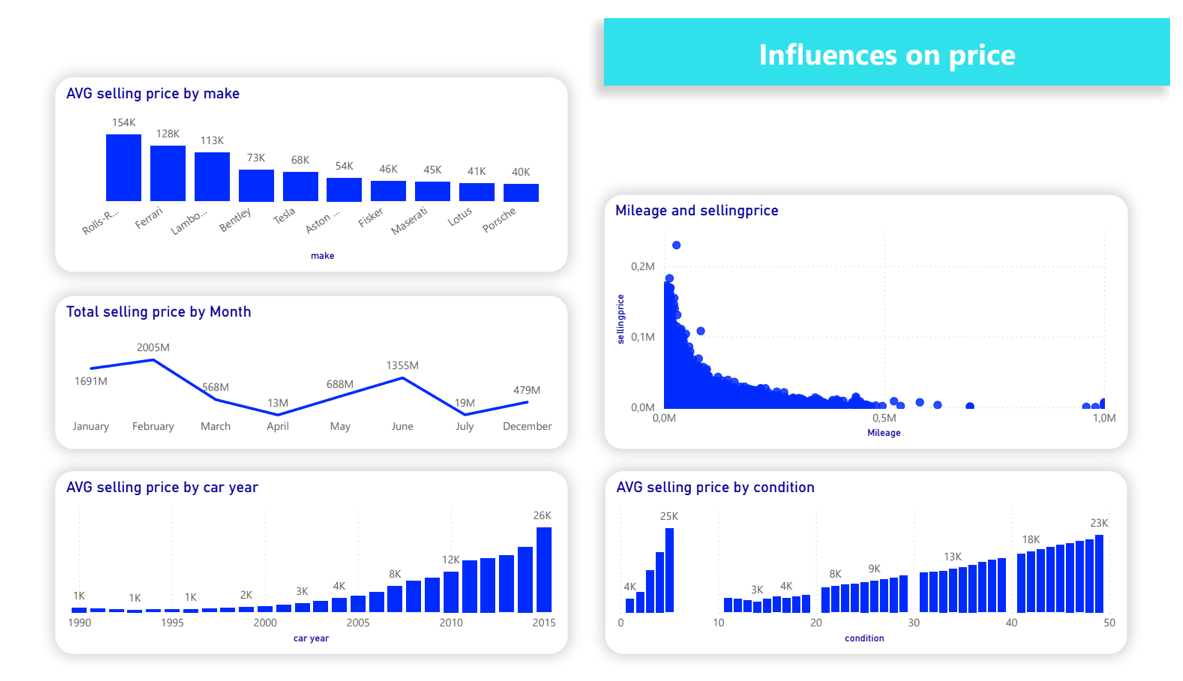 Influences on price
AVG selling price by make
154K
128K
113K
73K
68K
54K
46K
45K
41K
40K
Rolls-R...
Ferrari
Lambo...
Bentley
Tesla
Aston ...
Fisker
Maserati
Lotus
Porsche
make
Total selling price by Month
1691M
2005M
568M
13M
688M
1355M
19M
479M
January
February
March
April
May
June
July
December
AVG selling price by car year
1K
1K
1K
2K
3K
4K
8K
12K
26K
1990
1995
2000
2005
2010
2015
car year
Mileage and sellingprice
0,2M
0,1M
0,0M
sellingprice
0,0M
0,5M
1,0M
Mileage
AVG selling price by condition
4K
25K
3K
4K
8K
9K
13K
18K
23K
0
10
20
30
40
50
condition